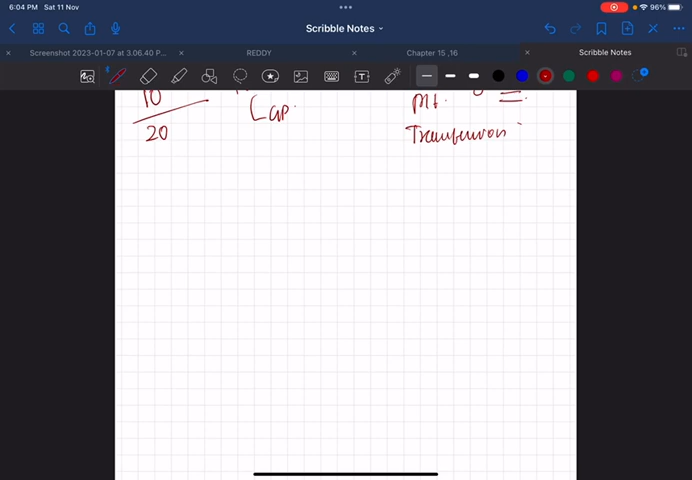 6:04 PM Sat 11 Nov
96%
Scribble Notes
Screenshot 2023-01-07 at 3.06.40 P...
REDDY
Chapter 15 ,16
Scribble Notes
10
20
Cap.
Mt.